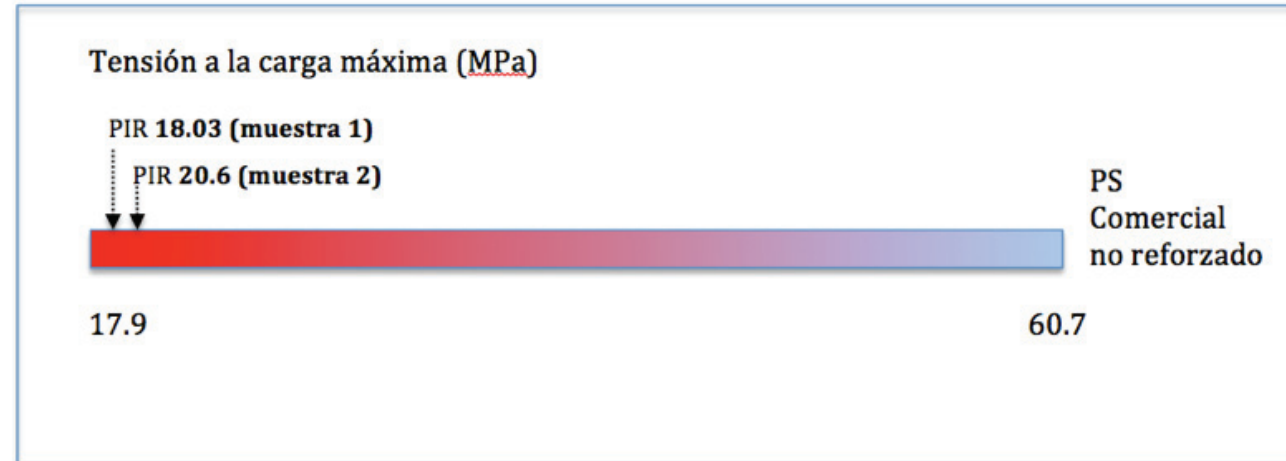 Tensión a la carga máxima (MPa)
PIR 18.03 (muestra 1)
PIR 20.6 (muestra 2)
PS
Comercial
no reforzado
17.9
60.7